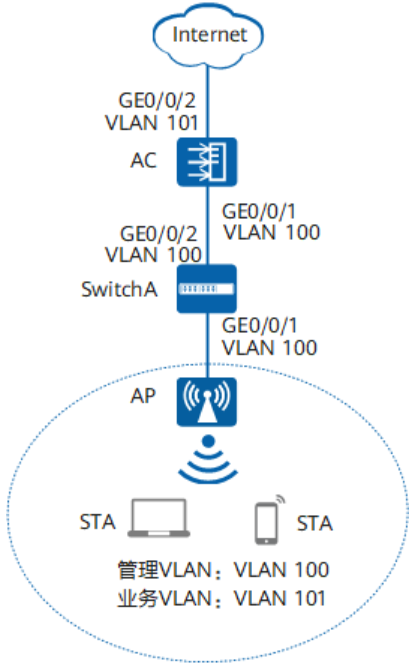 Internet
GE0/0/2
VLAN 101
AC
GE0/0/1
VLAN 100
GE0/0/2
VLAN 100
SwitchA
GE0/0/1
VLAN 100
AP
STA
STA
管理VLAN：VLAN 100
业务VLAN：VLAN 101